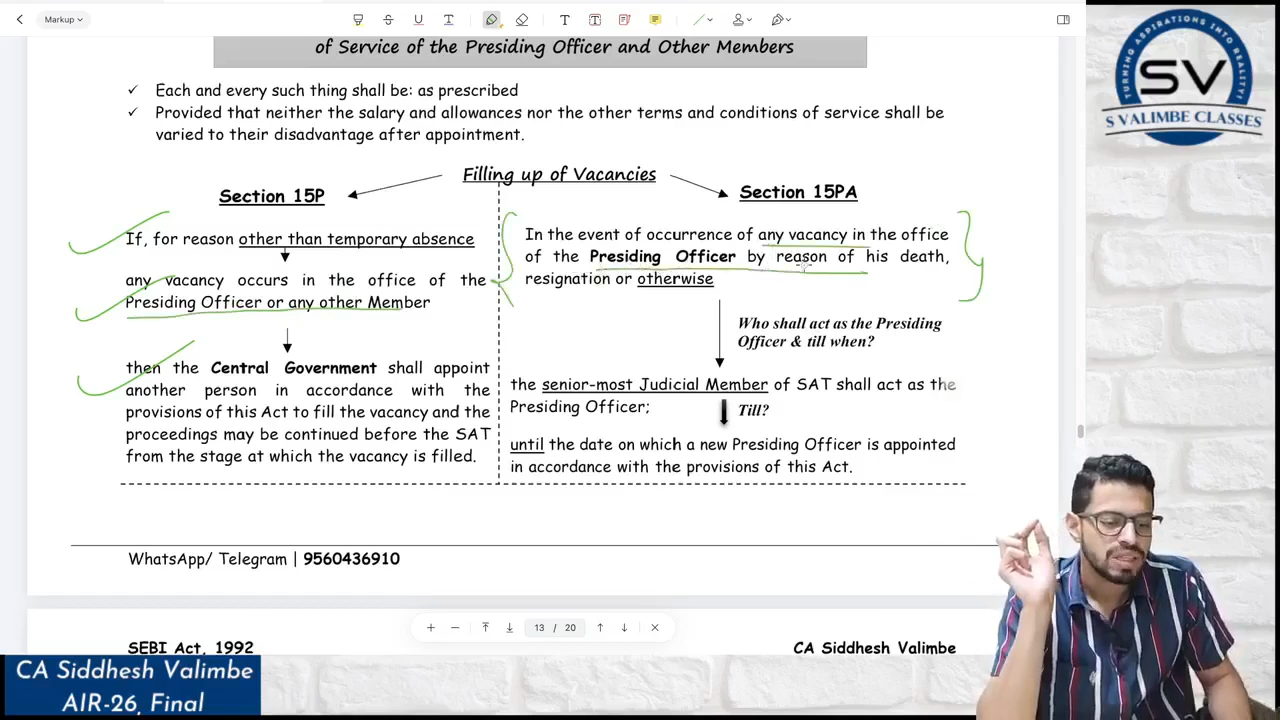 Markup
of Service of the Presiding Officer and Other Members
✓ Each and every such thing shall be: as prescribed
✓ Provided that neither the salary and allowances nor the other terms and conditions of service shall be
varied to their disadvantage after appointment.
Filling up of Vacancies
Section 15P
If, for reason other than temporary absence
any vacancy occurs in the office of the
Presiding Officer or any other Member
then the Central Government shall appoint
another person in accordance with the
provisions of this Act to fill the vacancy and the
proceedings may be continued before the SAT
from the stage at which the vacancy is filled.
Section 15PA
In the event of occurrence of any vacancy in the office
of the Presiding Officer by reason of his death,
resignation or otherwise
Who shall act as the Presiding
Officer & till when?
the senior-most Judicial Member of SAT shall act as the
Presiding Officer;
Till?
until the date on which a new Presiding Officer is appointed
in accordance with the provisions of this Act.
WhatsApp/ Telegram | 9560436910
13 / 20
SEBI Act, 1992
CA Siddhesh Valimbe
TURNING ASPIRATIONS INTO REALITY!
SV
S VALIMBE CLASSES
CA Siddhesh Valimbe
AIR-26, Final